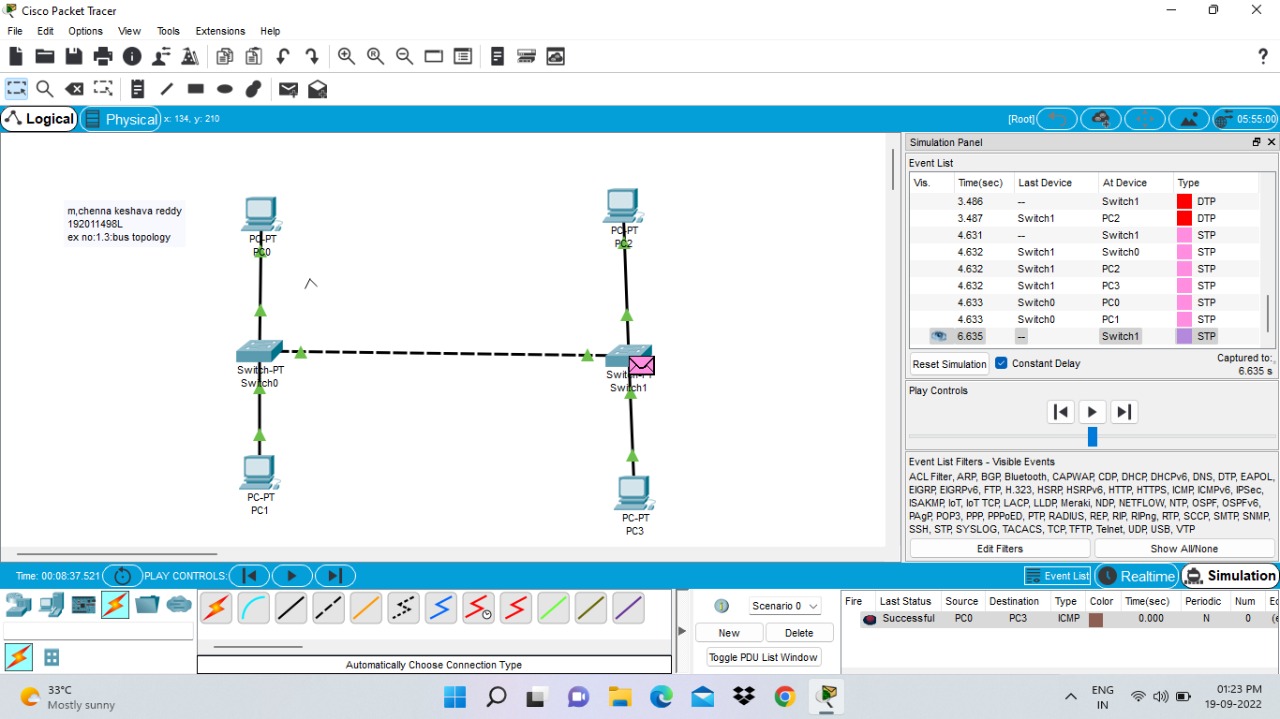 Cisco Packet Tracer
File Edit Options View Tools Extensions Help
?
Logical Physical x: 134, y: 210 [Root] 05:55:00
m,chenna keshava reddy
192011498L
ex no:1.3:bus topology
PC-PT
PC0
PC-PT
PC2
Switch-PT
Switch0
Switch-PT
Switch1
PC-PT
PC1
PC-PT
PC3
Simulation Panel
Event List
Vis. Time(sec) Last Device At Device Type
3.486 -- Switch1 DTP
3.487 Switch1 PC2 DTP
4.631 -- Switch1 STP
4.632 Switch1 Switch0 STP
4.632 Switch1 PC2 STP
4.632 Switch1 PC3 STP
4.633 Switch0 PC0 STP
4.633 Switch0 PC1 STP
6.635 -- Switch1 STP
Reset Simulation Constant Delay Captured to:
6.635 s
Play Controls
Event List Filters - Visible Events
ACL Filter, ARP, BGP, Bluetooth, CAPWAP, CDP, DHCP, DHCPv6, DNS, DTP, EAPOL,
EIGRP, EIGRPv6, FTP, H.323, HSRP, HSRPv6, HTTP, HTTPS, ICMP, ICMPv6, IPSec,
ISAKMP, IoT, IoT TCP, LACP, LLDP, Meraki, NDP, NETFLOW, NTP, OSPF, OSPFv6,
PAgP, POP3, PPP, PPPoED, PTP, RADIUS, REP, RIP, RIPng, RTP, SCCP, SMTP, SNMP,
SSH, STP, SYSLOG, TACACS, TCP, TFTP, Telnet, UDP, USB, VTP
Edit Filters Show All/None
Time: 00:08:37.521 PLAY CONTROLS: Event List Realtime Simulation
Automatically Choose Connection Type
Scenario 0
New Delete
Toggle PDU List Window
Fire Last Status Source Destination Type Color Time(sec) Periodic Num
Successful PC0 PC3 ICMP 0.000 N 0
33°C
Mostly sunny
ENG
IN
01:23 PM
19-09-2022